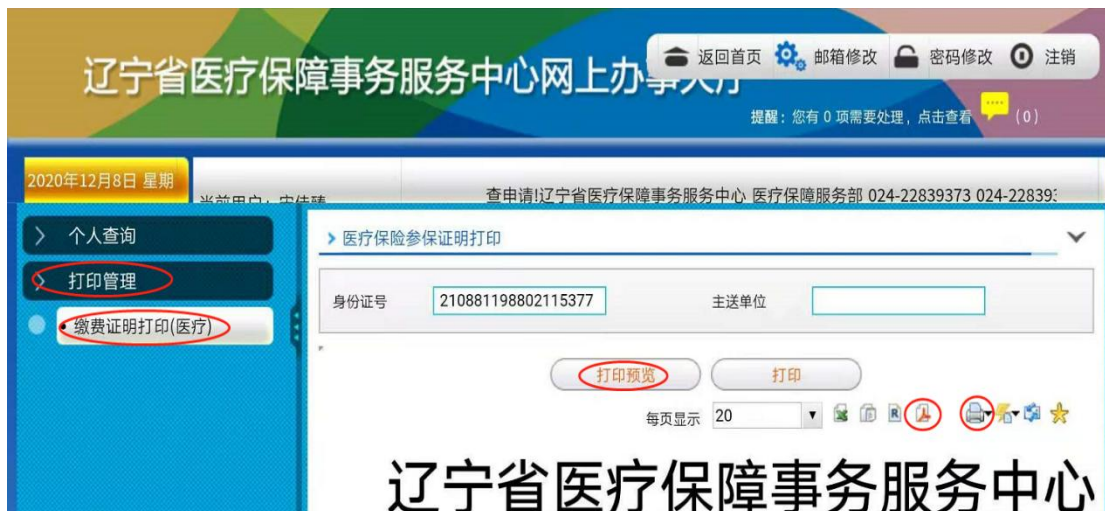 返回首页 邮箱修改 密码修改 注销
辽宁省医疗保障事务服务中心网上办事大厅
提醒：您有 0 项需要处理，点击查看 (0)
2020年12月8日 星期
当前用户：
查申请!辽宁省医疗保障事务服务中心 医疗保障服务部 024-22839373 024-22839
个人查询
打印管理
缴费证明打印(医疗)
医疗保险参保证明打印
身份证号 210881198802115377 主送单位
打印预览 打印
每页显示 20
辽宁省医疗保障事务服务中心